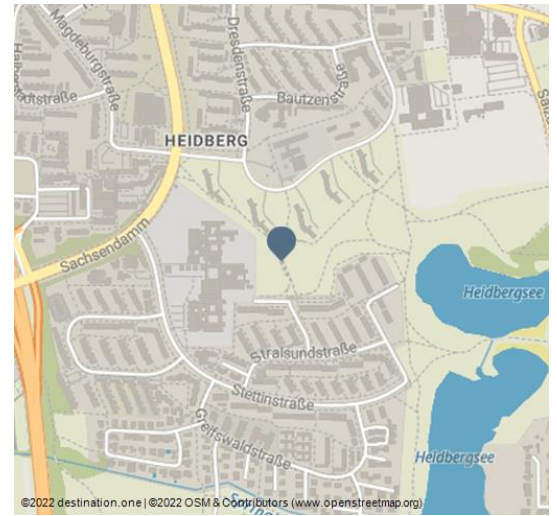 Magdeburgstraße
Dresdenstraße
Bautzenstraße
HEIDBERG
Sachsendamm
Heidbergsee
Stralsundstraße
Stettinstraße
Greifswaldstraße
Heidbergsee
©2022 destination.one | ©2022 OSM & Contributors (www.openstreetmap.org)